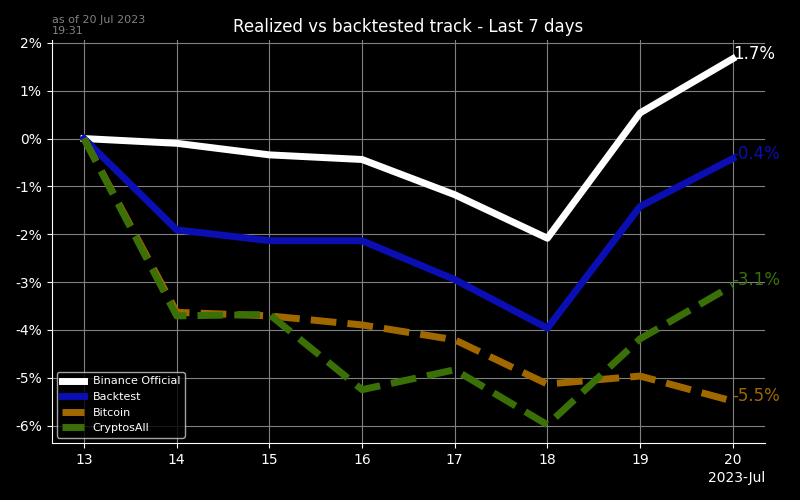 as of 20 Jul 2023
19:31
Realized vs backtested track - Last 7 days
2%
1%
0%
-1%
-2%
-3%
-4%
-5%
-6%
1.7%
-0.4%
-3.1%
-5.5%
Binance Official
Backtest
Bitcoin
CryptosAll
13 14 15 16 17 18 19 20
2023-Jul